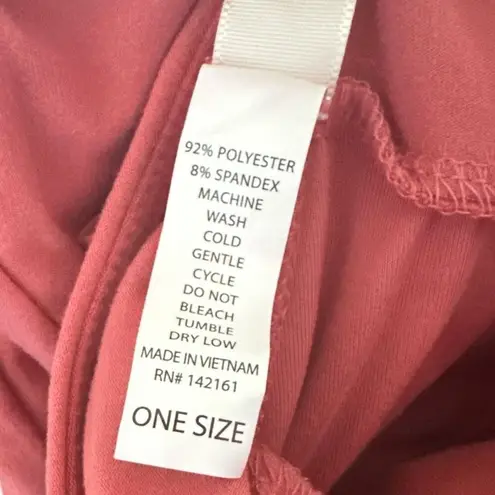 92% POLYESTER
8% SPANDEX
MACHINE
WASH
COLD
GENTLE
CYCLE
DO NOT
BLEACH
TUMBLE
DRY LOW
MADE IN VIETNAM
RN# 142161
ONE SIZE